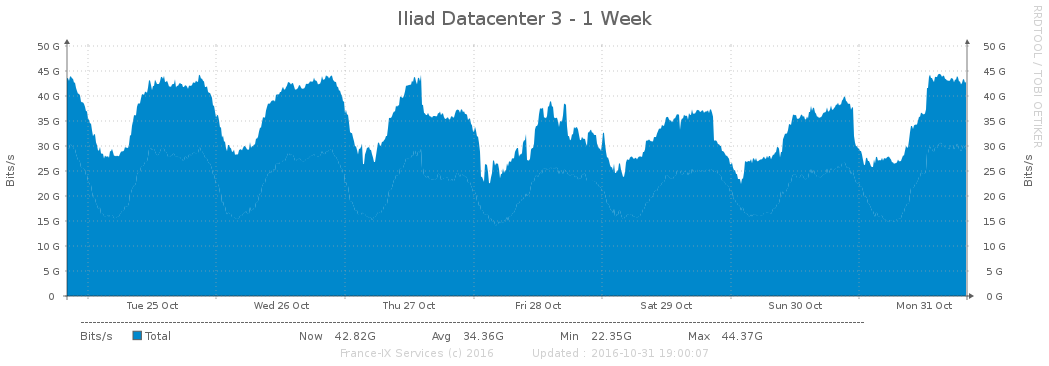 Iliad Datacenter 3 - 1 Week
RRDTOOL / TOBI OETIKER
Bits/s
50 G 50 G
45 G 45 G
40 G 40 G
35 G 35 G
30 G 30 G
25 G 25 G
20 G 20 G
15 G 15 G
10 G 10 G
5 G 5 G
0 0 G
Bits/s
Tue 25 Oct Wed 26 Oct Thu 27 Oct Fri 28 Oct Sat 29 Oct Sun 30 Oct Mon 31 Oct
Bits/s Total Now 42.82G Avg 34.36G Min 22.35G Max 44.37G
France-IX Services (c) 2016 Updated : 2016-10-31 19:00:07